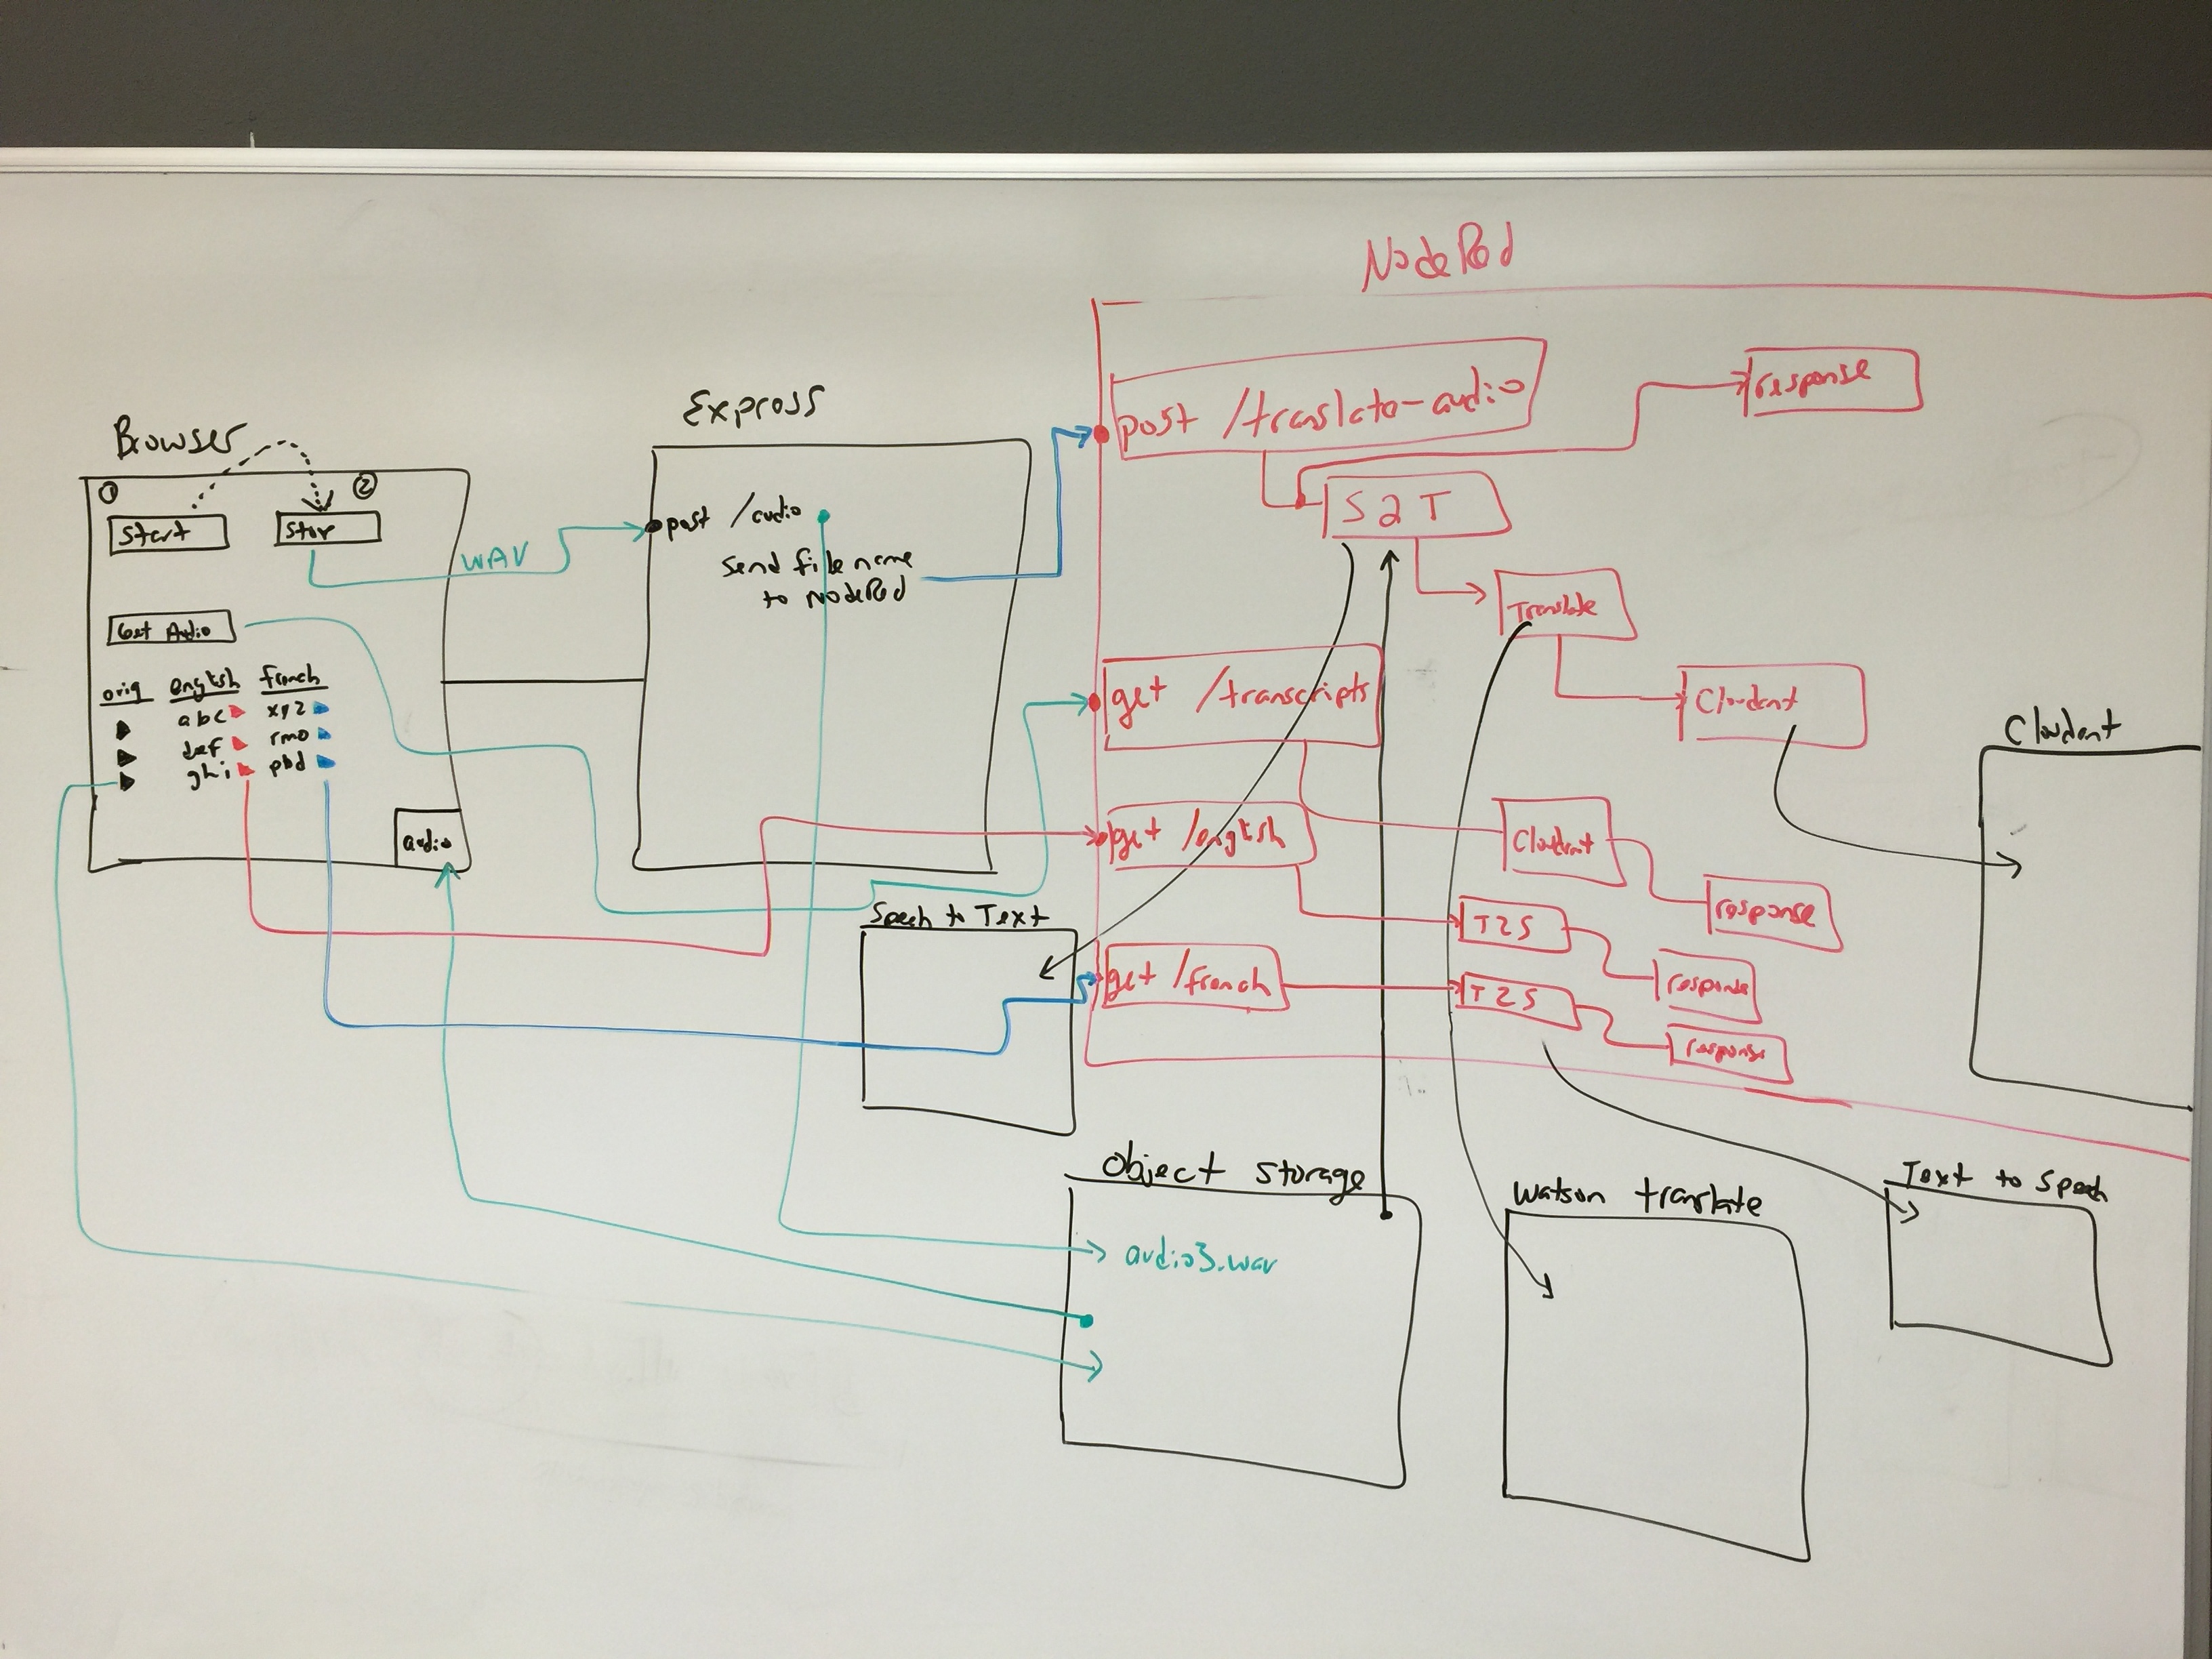 NodeRed
post /translate-audio
response
S2T
Translate
Cloudant
get /transcripts
Cloudant
response
get /english
T2S
response
get /french
T2S
response
Express
post /audio
send file name
to NodeRed
Browser
1
2
Start
Stop
WAV
Get Audio
orig english french
abc xyz
def rmo
ghi pbd
audio
Speech to Text
Cloudant
Object Storage
audio3.wav
Watson translate
Text to Speech